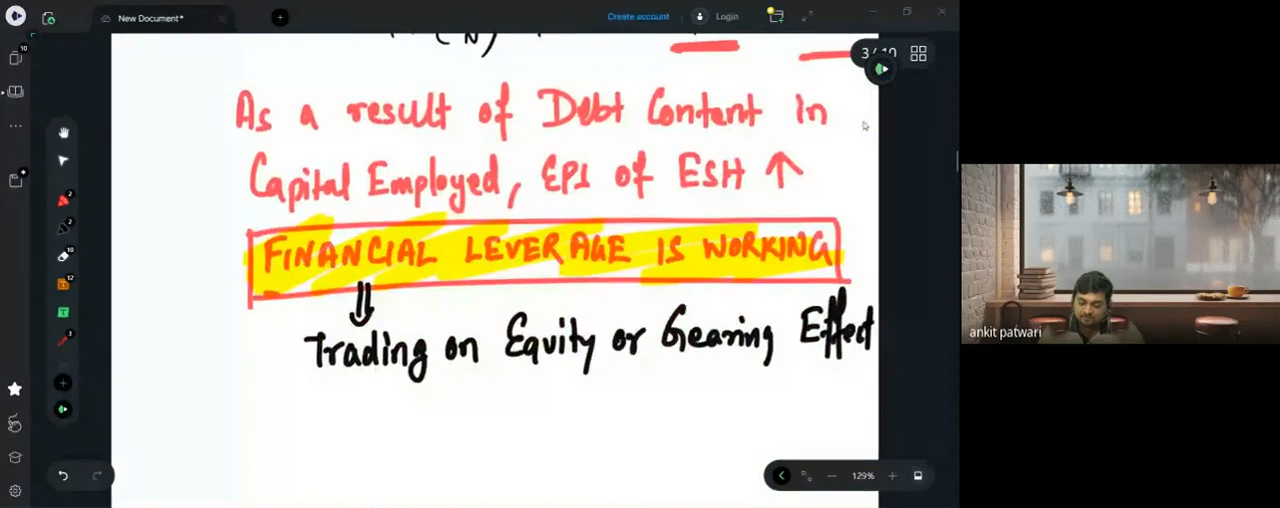 New Document*
Create account
Login
(N)
3/10
As a result of Debt Content in
Capital Employed, EPS of ESH ↑
FINANCIAL LEVERAGE IS WORKING
Trading on Equity or Gearing Effect
129%
ankit patwari